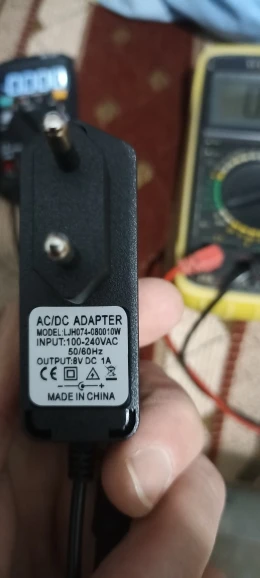 AC/DC ADAPTER
MODEL:LJH074-080010W
INPUT:100-240VAC
50/60Hz
OUTPUT:8V DC 1A
CE
MADE IN CHINA